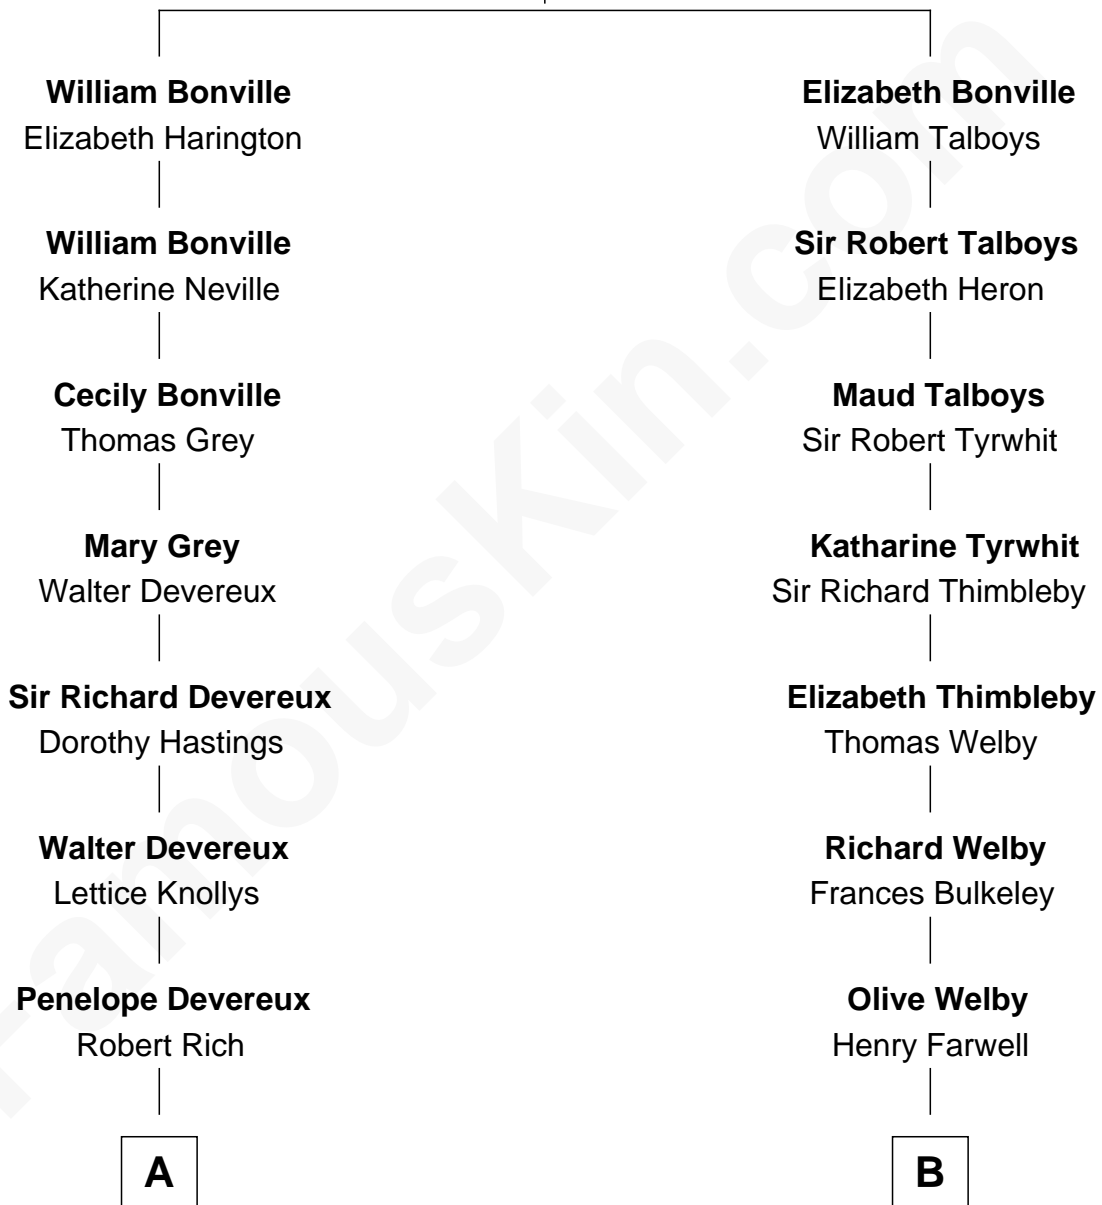 William Bonville
Elizabeth Harington
William Bonville
Katherine Neville
Cecily Bonville
Thomas Grey
Mary Grey
Walter Devereux
Sir Richard Devereux
Dorothy Hastings
Walter Devereux
Lettice Knollys
Penelope Devereux
Robert Rich
A
Elizabeth Bonville
William Talboys
Sir Robert Talboys
Elizabeth Heron
Maud Talboys
Sir Robert Tyrwhit
Katharine Tyrwhit
Sir Richard Thimbleby
Elizabeth Thimbleby
Thomas Welby
Richard Welby
Frances Bulkeley
Olive Welby
Henry Farwell
B
FamousKin.com